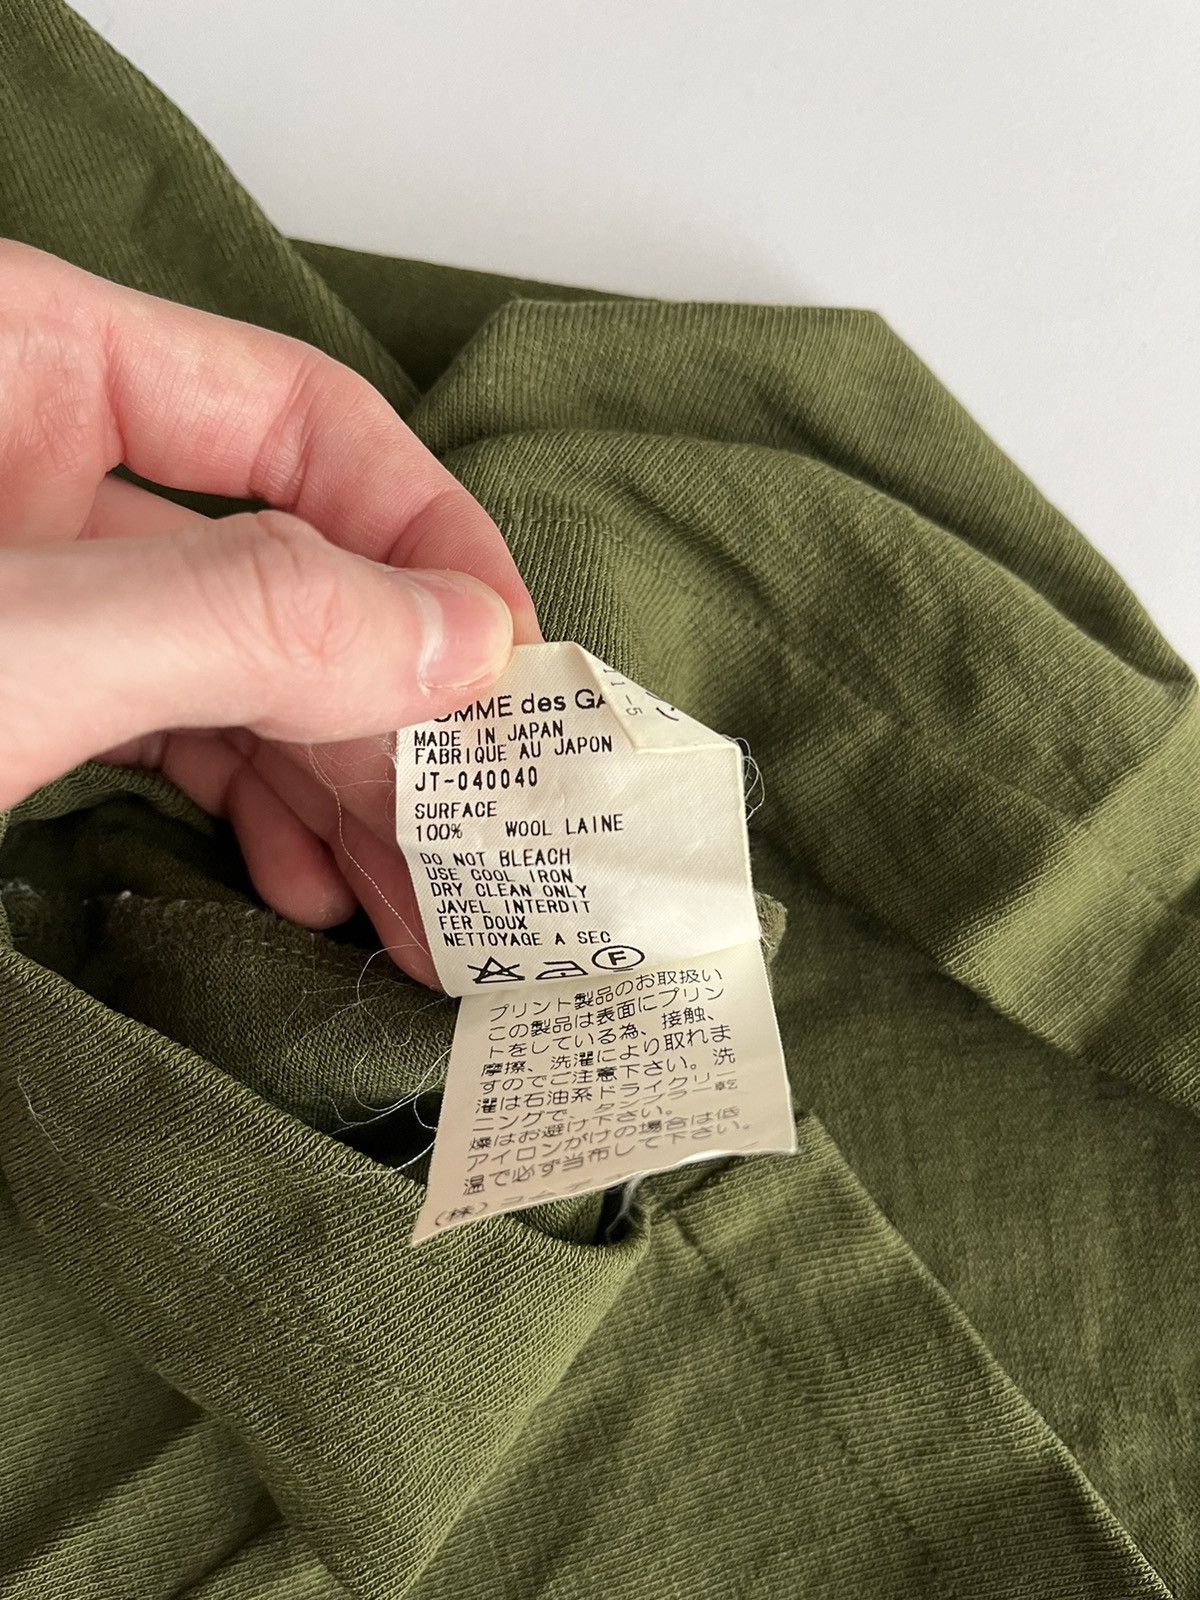 OMME des GA
11-5
MADE IN JAPAN
FABRIQUE AU JAPON
JT-040040
SURFACE
100% WOOL LAINE
DO NOT BLEACH
USE COOL IRON
DRY CLEAN ONLY
JAVEL INTERDIT
FER DOUX
NETTOYAGE A SEC
F
プリント製品のお取扱い
この製品は表面にプリン
トをしている為、接触、
摩擦、洗濯により取れま
すのでご注意下さい。洗
濯は石油系ドライクリー
ニングで、タンブラー乾
燥はお避け下さい。
アイロンがけの場合は低
温で必ず当布して下さい。
(株)コムデ